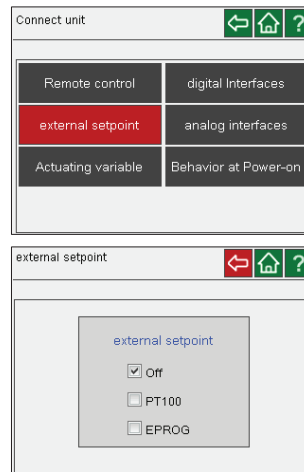 Connect unit
?
Remote control
digital Interfaces
external setpoint
analog interfaces
Actuating variable
Behavior at Power-on
external setpoint
?
external setpoint
Off
PT100
EPROG